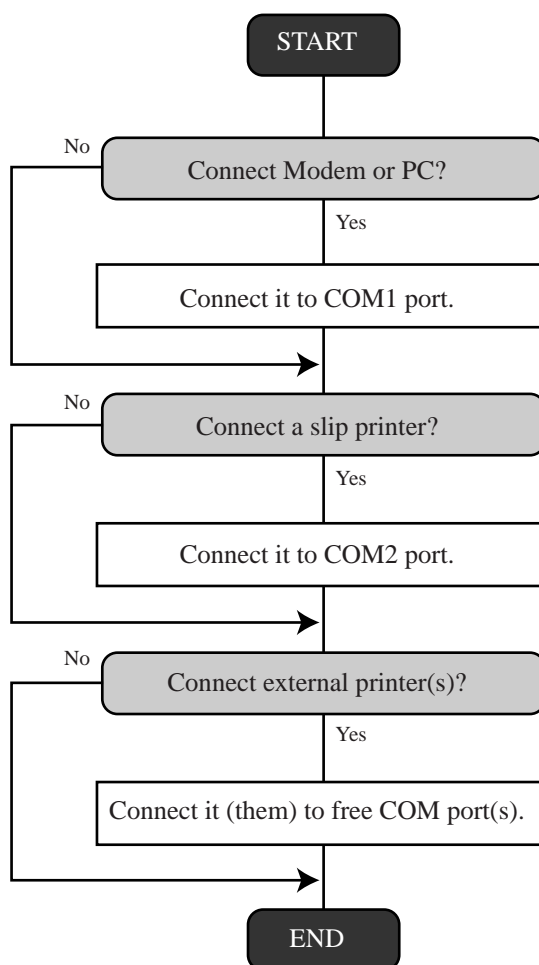 START
No
Connect Modem or PC?
Yes
Connect it to COM1 port.
No
Connect a slip printer?
Yes
Connect it to COM2 port.
No
Connect external printer(s)?
Yes
Connect it (them) to free COM port(s).
END